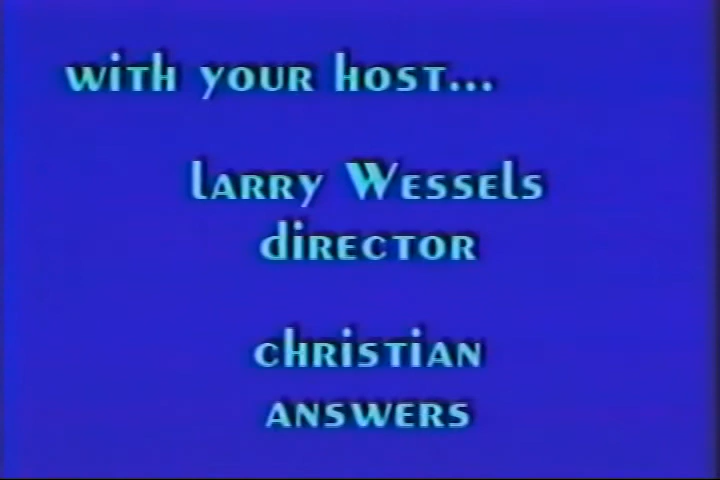 with your host...
Larry Wessels
director
christian
answers